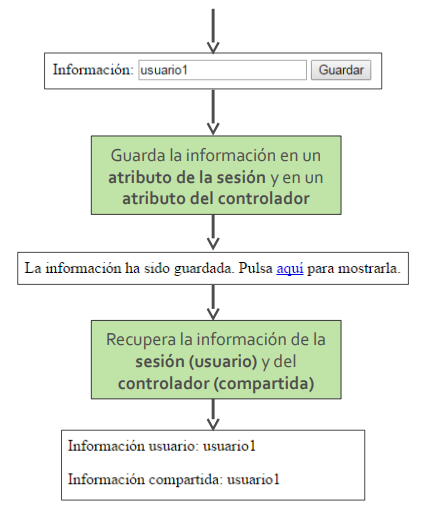 Información: usuario1 Guardar
Guarda la información en un
atributo de la sesión y en un
atributo del controlador
La información ha sido guardada. Pulsa aquí para mostrarla.
Recupera la información de la
sesión (usuario) y del
controlador (compartida)
Información usuario: usuario1
Información compartida: usuario1